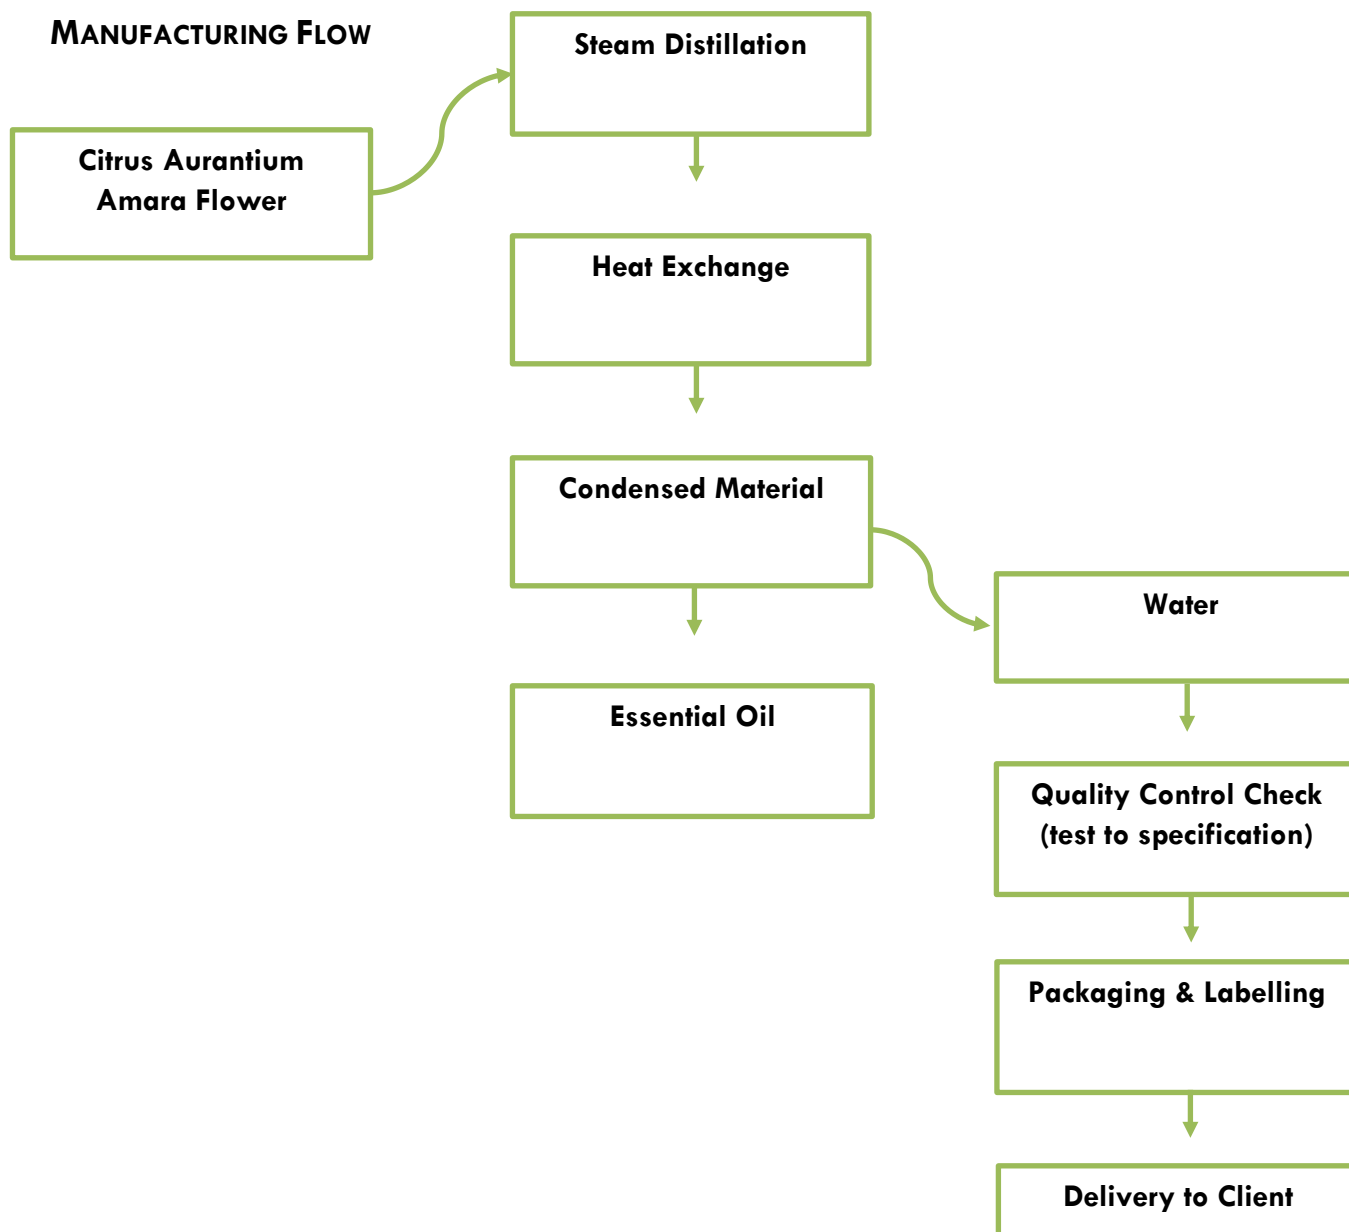 MANUFACTURING FLOW
Steam Distillation
Citrus Aurantium
Amara Flower
Heat Exchange
Condensed Material
Water
Essential Oil
Quality Control Check
(test to specification)
Packaging & Labelling
Delivery to Client